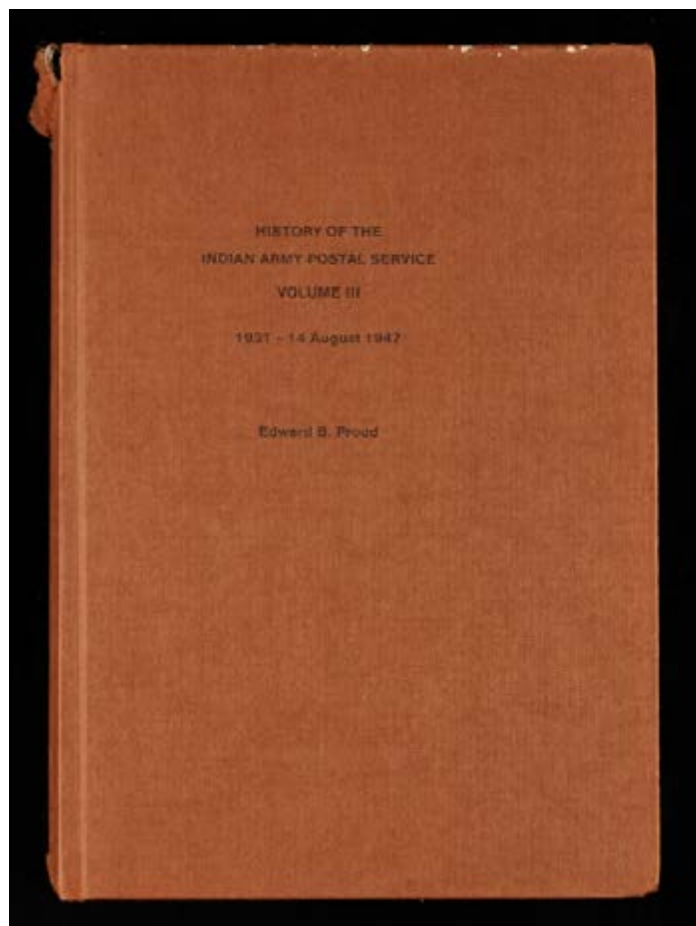 HISTORY OF THE
INDIAN ARMY POSTAL SERVICE
VOLUME III
1931 - 14 August 1947
Edward B. Proud